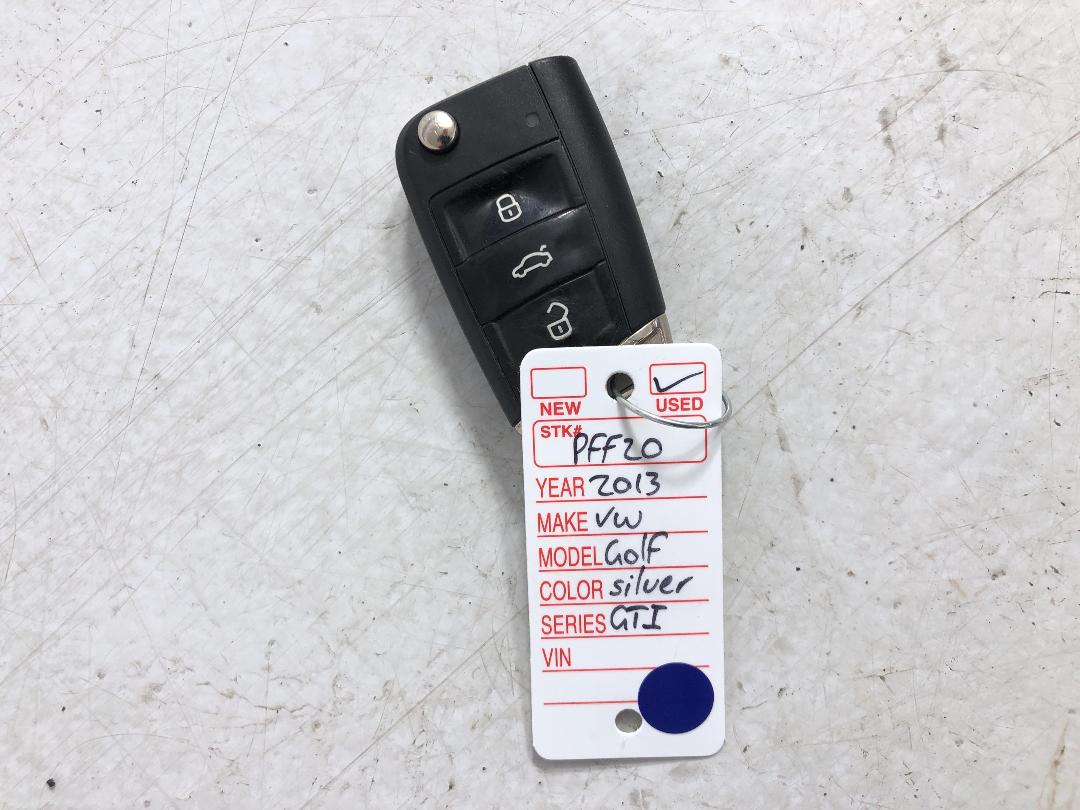 NEW USED
STK# PFF20
YEAR 2013
MAKE VW
MODEL Golf
COLOR silver
SERIES GTI
VIN